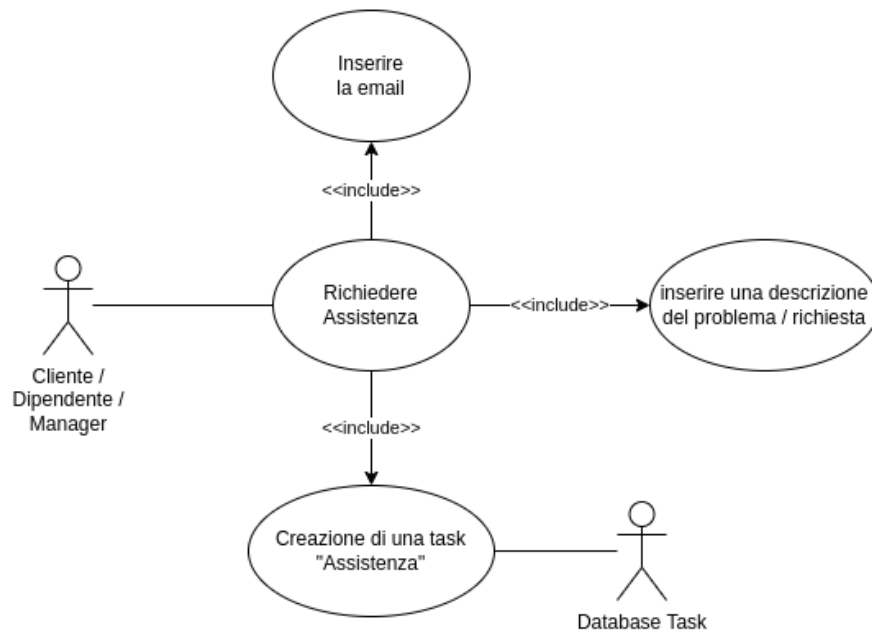 Inserire
la email
<<include>>
Richiedere
Assistenza
<<include>>
inserire una descrizione
del problema / richiesta
Cliente /
Dipendente /
Manager
<<include>>
Creazione di una task
"Assistenza"
Database Task